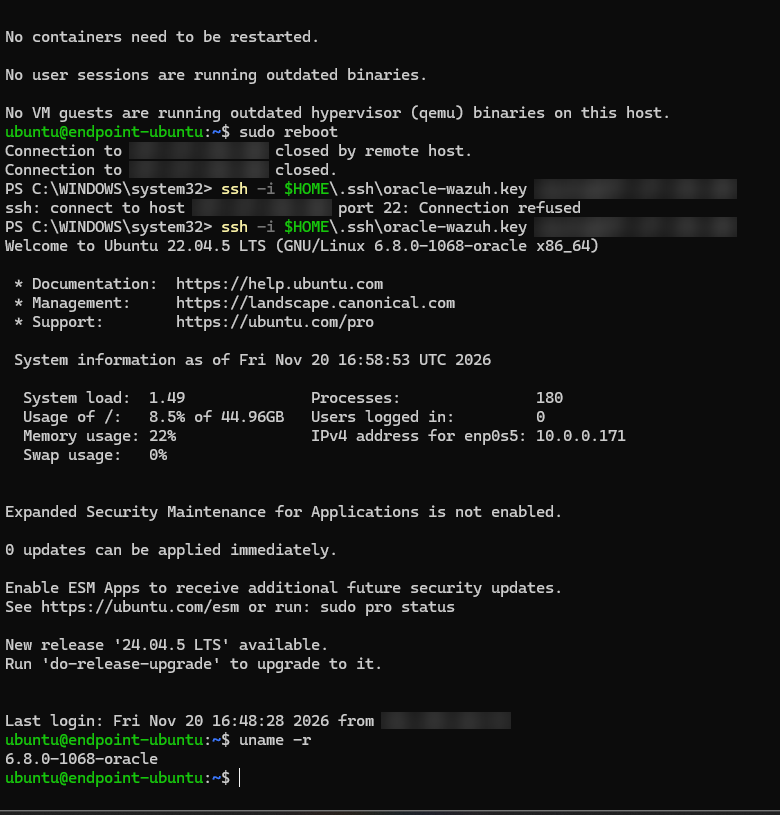 No containers need to be restarted.
No user sessions are running outdated binaries.
No VM guests are running outdated hypervisor (qemu) binaries on this host.
ubuntu@endpoint-ubuntu:~$ sudo reboot
Connection to closed by remote host.
Connection to closed.
PS C:\WINDOWS\system32> ssh -i $HOME\.ssh\oracle-wazuh.key
ssh: connect to host port 22: Connection refused
PS C:\WINDOWS\system32> ssh -i $HOME\.ssh\oracle-wazuh.key
Welcome to Ubuntu 22.04.5 LTS (GNU/Linux 6.8.0-1068-oracle x86_64)
* Documentation: https://help.ubuntu.com
* Management: https://landscape.canonical.com
* Support: https://ubuntu.com/pro
System information as of Fri Nov 20 16:58:53 UTC 2026
System load: 1.49 Processes: 180
Usage of /: 8.5% of 44.96GB Users logged in: 0
Memory usage: 22% IPv4 address for enp0s5: 10.0.0.171
Swap usage: 0%
Expanded Security Maintenance for Applications is not enabled.
0 updates can be applied immediately.
Enable ESM Apps to receive additional future security updates.
See https://ubuntu.com/esm or run: sudo pro status
New release '24.04.5 LTS' available.
Run 'do-release-upgrade' to upgrade to it.
Last login: Fri Nov 20 16:48:28 2026 from
ubuntu@endpoint-ubuntu:~$ uname -r
6.8.0-1068-oracle
ubuntu@endpoint-ubuntu:~$